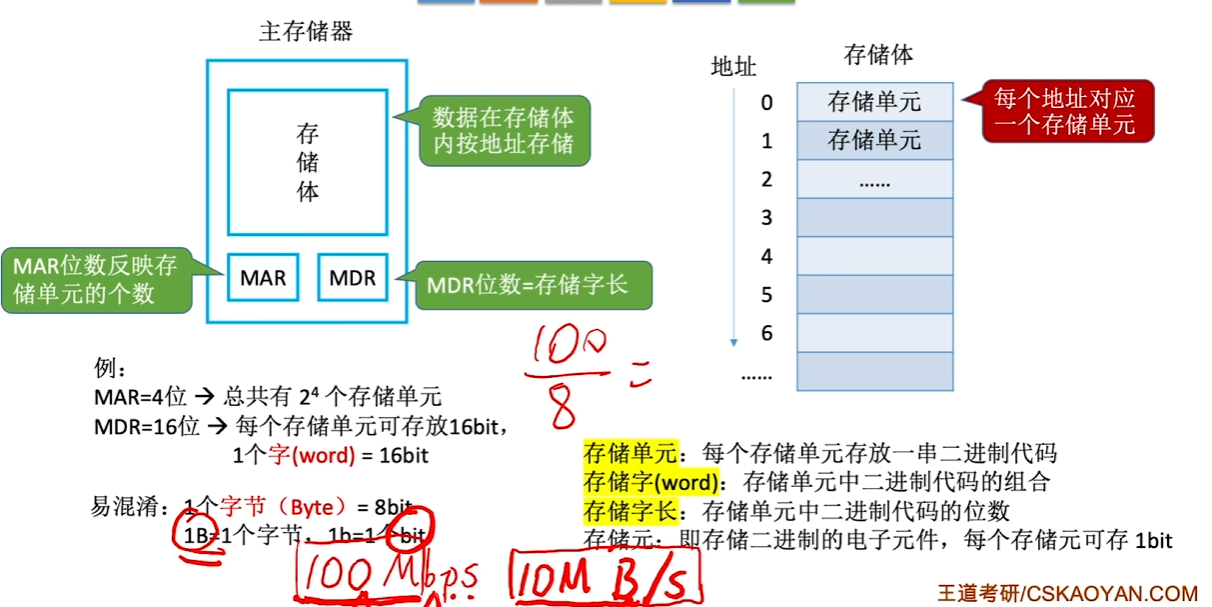 主存储器
存储体
数据在存储体
内按地址存储
MAR位数反映存
储单元的个数
MAR
MDR
MDR位数=存储字长
地址
存储体
0
存储单元
1
存储单元
2
......
3
4
5
6
......
每个地址对应
一个存储单元
例：
MAR=4位 → 总共有 2⁴ 个存储单元
MDR=16位 → 每个存储单元可存放16bit，
1个字(word) = 16bit
易混淆：1个字节（Byte）= 8bit
1B=1个字节，1b=1个bit
100
8
=
100 Mbps
10M B/s
存储单元：每个存储单元存放一串二进制代码
存储字(word)：存储单元中二进制代码的组合
存储字长：存储单元中二进制代码的位数
存储元：即存储二进制的电子元件，每个存储元可存 1bit
王道考研/CSKAOYAN.COM